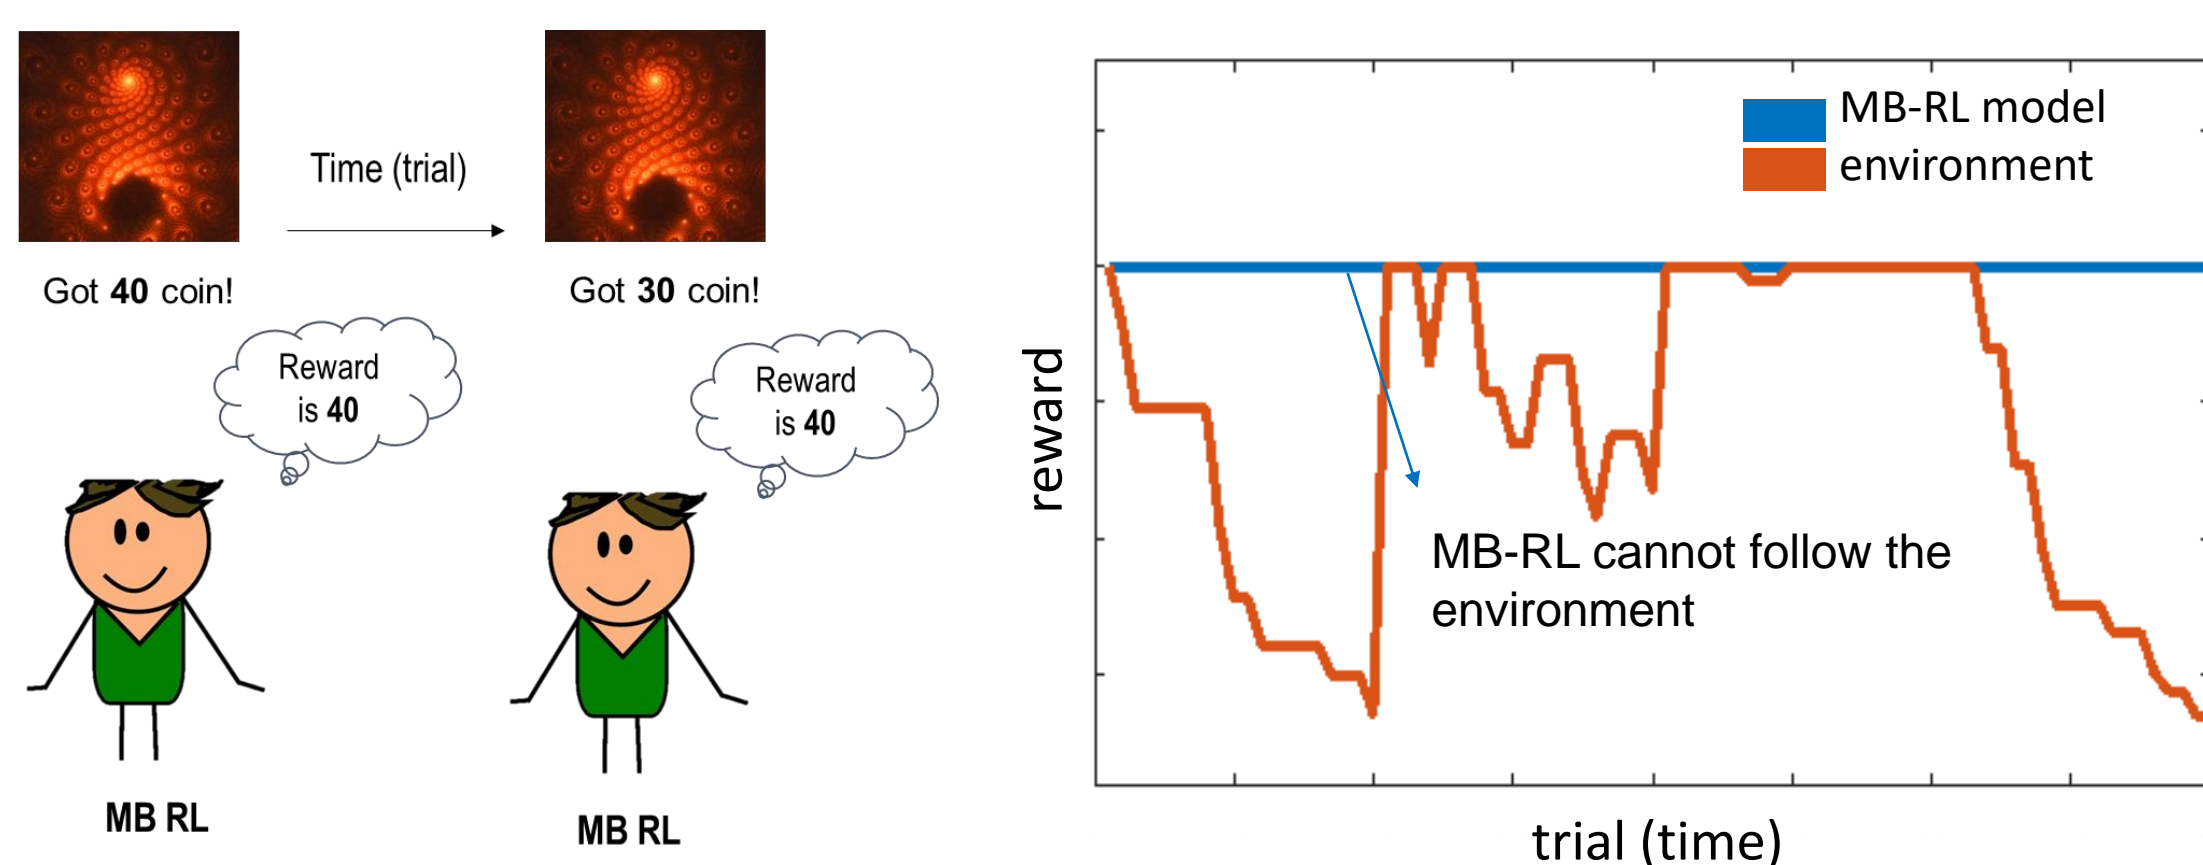 Time (trial)
Got 40 coin!
Got 30 coin!
Reward
is 40
Reward
is 40
MB RL
MB RL
MB-RL model
environment
reward
MB-RL cannot follow the
environment
trial (time)